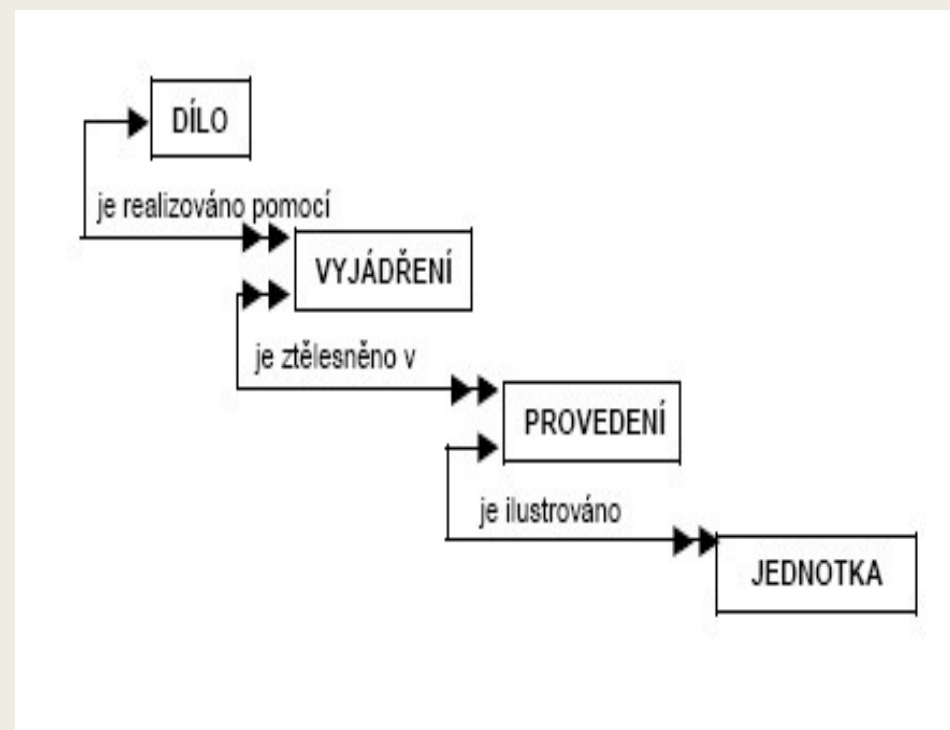 DÍLO
je realizováno pomocí
VYJÁDŘENÍ
je ztělesněno v
PROVEDENÍ
je ilustrováno
JEDNOTKA